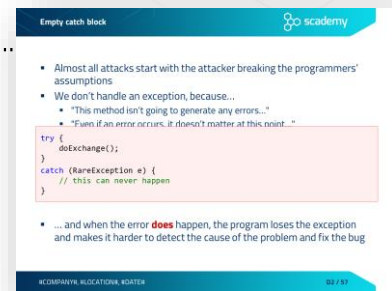 Empty catch block
scademy
Almost all attacks start with the attacker breaking the programmers'
assumptions
We don't handle an exception, because…
"This method isn't going to generate any errors…"
"Even if an error occurs, it doesn't matter at this point…"
try {
doExchange();
}
catch (RareException e) {
// this can never happen
}
… and when the error does happen, the program loses the exception
and makes it harder to detect the cause of the problem and fix the bug
#COMPANY#, #LOCATION#, #DATE#
D2 / 57